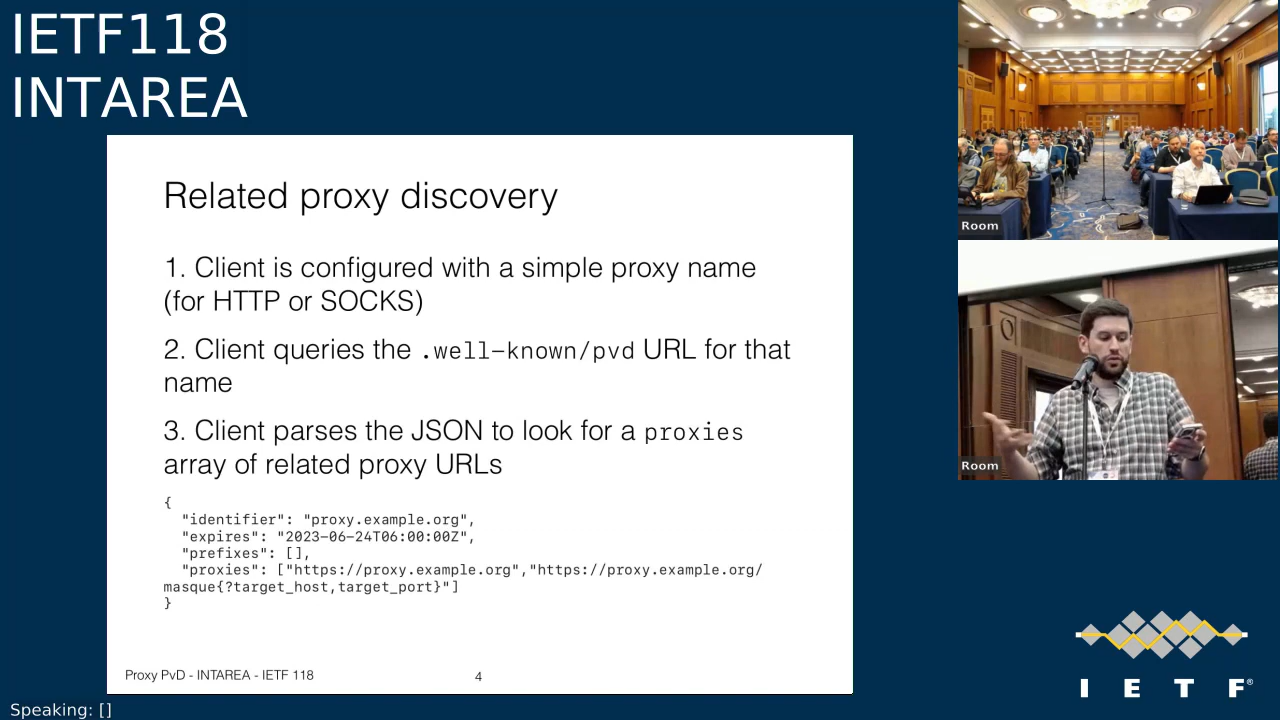 IETF118
INTAREA
Related proxy discovery
1. Client is configured with a simple proxy name
(for HTTP or SOCKS)
2. Client queries the .well-known/pvd URL for that
name
3. Client parses the JSON to look for a proxies
array of related proxy URLs
{
"identifier": "proxy.example.org",
"expires": "2023-06-24T06:00:00Z",
"prefixes": [],
"proxies": ["https://proxy.example.org","https://proxy.example.org/
masque{?target_host,target_port}"]
}
Proxy PvD - INTAREA - IETF 118
4
Room
Room
I E T F®
Speaking: []